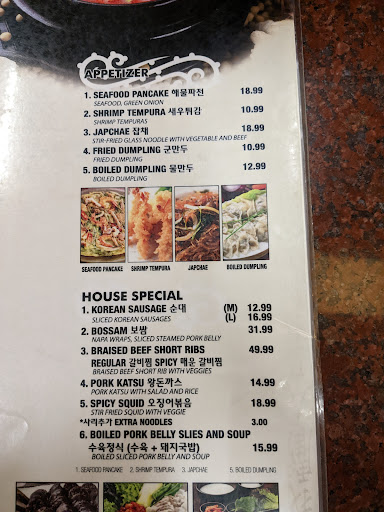 APPETIZER
1. SEAFOOD PANCAKE 해물파전 18.99
SEAFOOD, GREEN ONION
2. SHRIMP TEMPURA 새우튀김 10.99
SHRIMP TEMPURAS
3. JAPCHAE 잡채 18.99
STIR-FRIED GLASS NOODLE WITH VEGETABLE AND BEEF
4. FRIED DUMPLING 군만두 10.99
FRIED DUMPLING
5. BOILED DUMPLING 물만두 12.99
BOILED DUMPLING
SEAFOOD PANCAKE SHRIMP TEMPURA JAPCHAE BOILED DUMPLING
HOUSE SPECIAL
1. KOREAN SAUSAGE 순대 (M) 12.99
SLICED KOREAN SAUSAGES (L) 16.99
2. BOSSAM 보쌈 31.99
NAPA WRAPS, SLICED STEAMED PORK BELLY
3. BRAISED BEEF SHORT RIBS 49.99
REGULAR 갈비찜 SPICY 매운 갈비찜
BRAISED BEEF SHORT RIB WITH VEGGIES
4. PORK KATSU 왕돈까스 14.99
PORK KATSU WITH SALAD AND RICE
5. SPICY SQUID 오징어볶음 18.99
STIR FRIED SQUID WITH VEGGIE
*사리추가 EXTRA NOODLES 3.00
6. BOILED PORK BELLY SLIES AND SOUP
수육정식 (수육 + 돼지국밥) 15.99
BOILED SLICED PORK BELLY AND SOUP
1. SEAFOOD PANCAKE 2. SHRIMP TEMPURA 3. JAPCHAE 5. BOILED DUMPLING